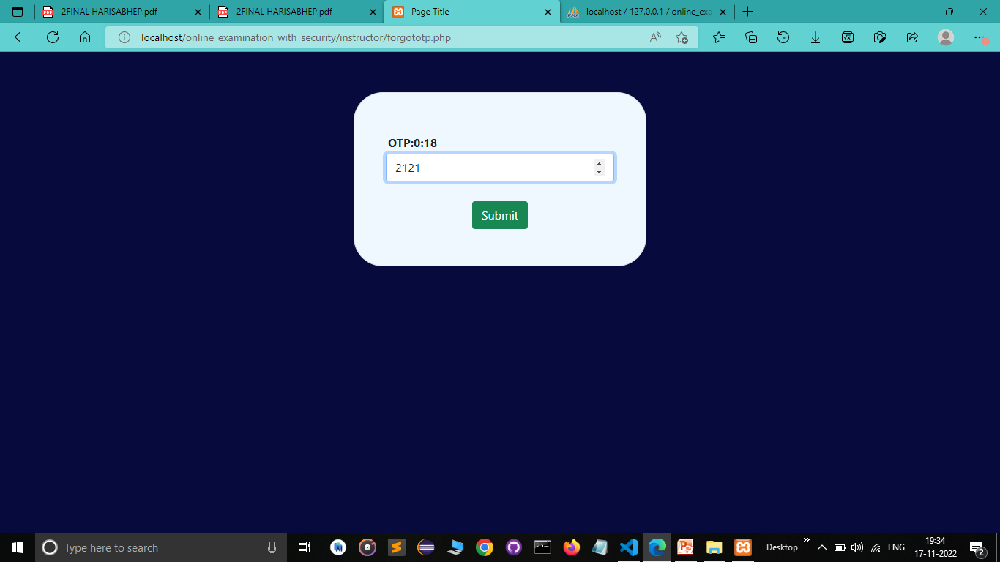 2FINAL HARISABHEP.pdf
2FINAL HARISABHEP.pdf
Page Title
localhost / 127.0.0.1 / online_exa
localhost/online_examination_with_security/instructor/forgototp.php
OTP:0:18
2121
Submit
Type here to search
Desktop
ENG
19:34
17-11-2022
2